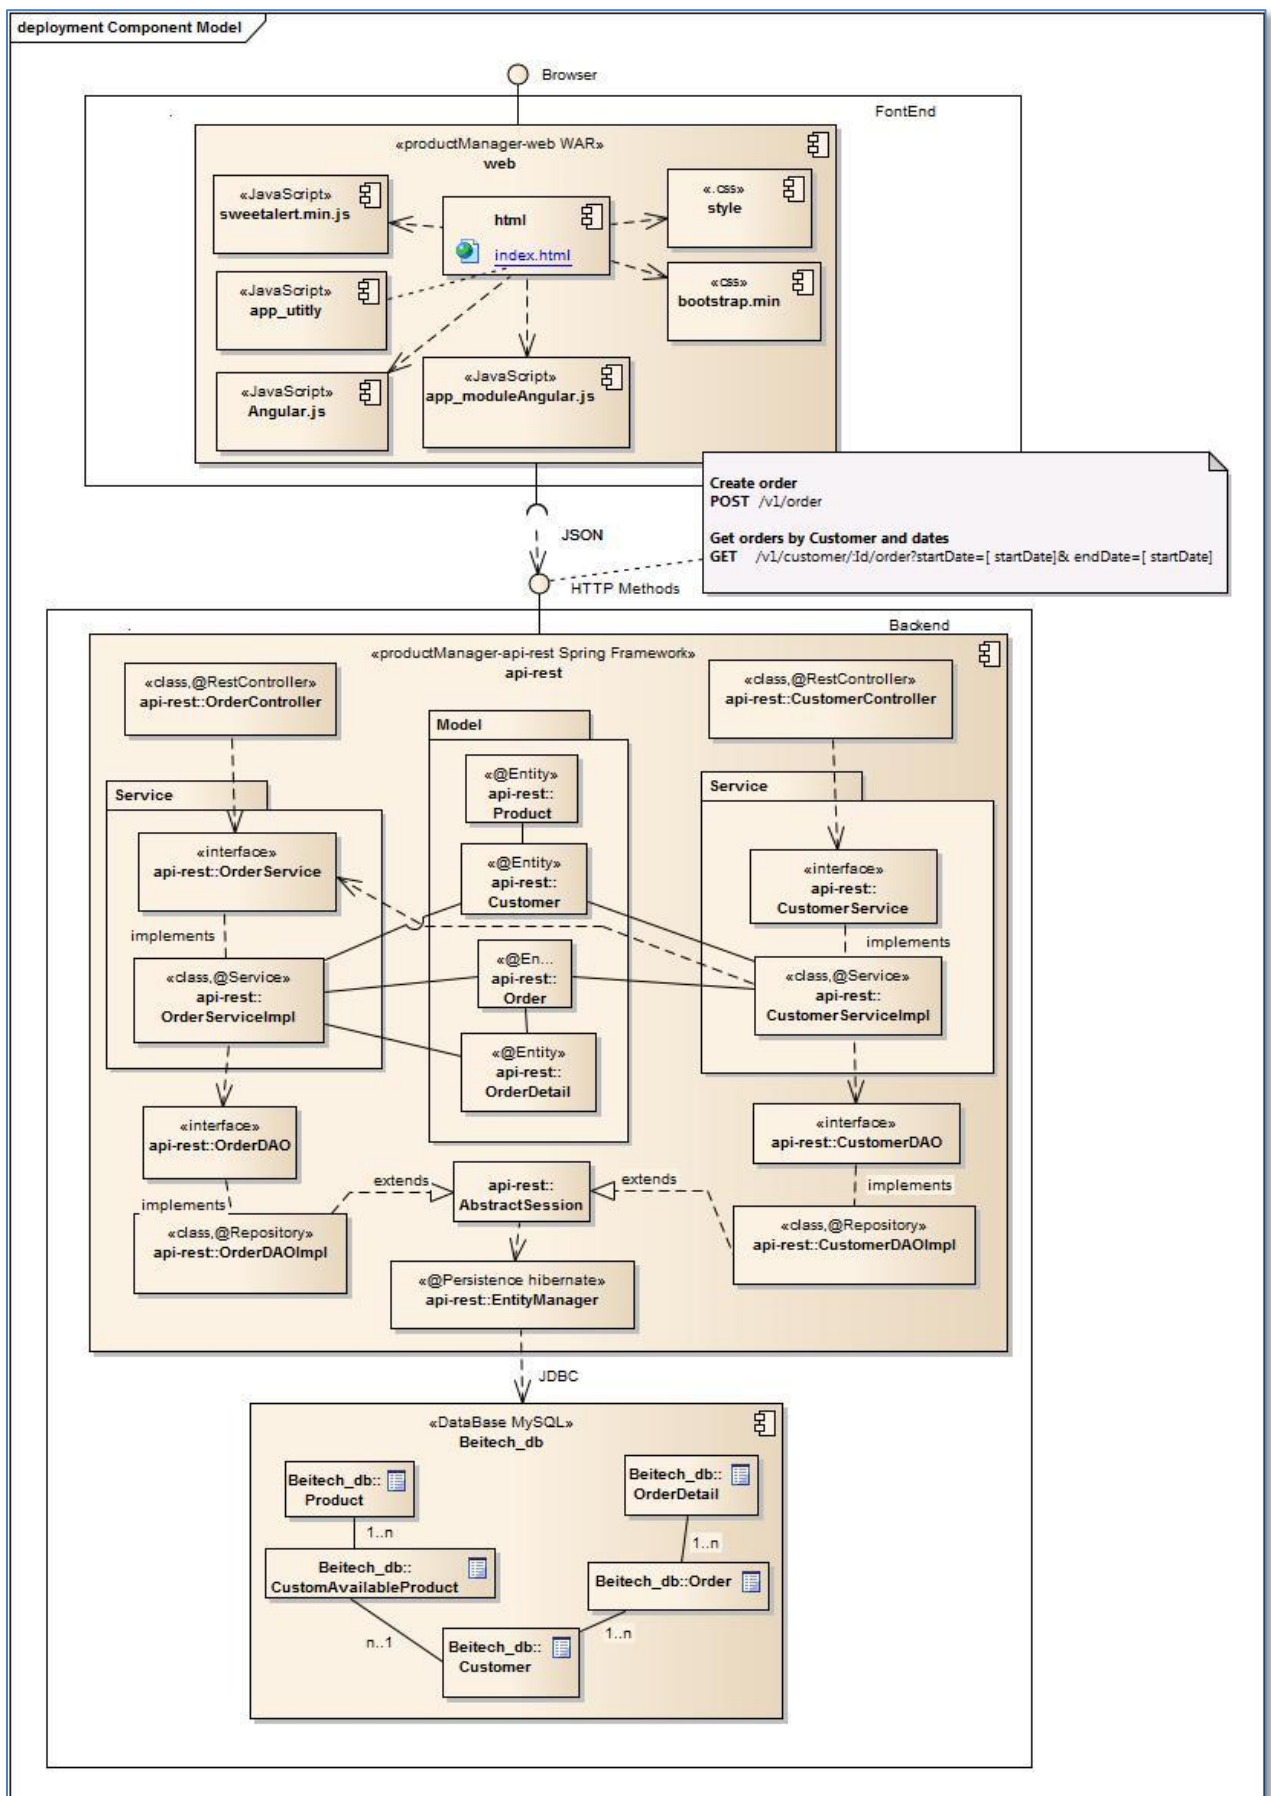 deployment Component Model
Browser
FontEnd
«productManager-web WAR»
web
«JavaScript»
sweetalert.min.js
html
index.html
«.css»
style
«JavaScript»
app_utitly
«css»
bootstrap.min
«JavaScript»
Angular.js
«JavaScript»
app_moduleAngular.js
Create order
POST /v1/order
Get orders by Customer and dates
GET /v1/customer/:Id/order?startDate=[ startDate]& endDate=[ startDate]
JSON
HTTP Methods
Backend
«productManager-api-rest Spring Framework»
api-rest
«class,@RestController»
api-rest::OrderController
«class,@RestController»
api-rest::CustomerController
Model
«@Entity»
api-rest::
Product
Service
«interface»
api-rest::OrderService
«@Entity»
api-rest::
Customer
Service
«interface»
api-rest::
CustomerService
implements
implements
«class,@Service»
api-rest::
OrderServiceImpl
«@En...
api-rest::
Order
«class,@Service»
api-rest::
CustomerServiceImpl
«@Entity»
api-rest::
OrderDetail
«interface»
api-rest::OrderDAO
«interface»
api-rest::CustomerDAO
implements
extends
api-rest::
AbstractSession
extends
implements
«class,@Repository»
api-rest::OrderDAOImpl
«class,@Repository»
api-rest::CustomerDAOImpl
«@Persistence hibernate»
api-rest::EntityManager
JDBC
«DataBase MySQL»
Beitech_db
Beitech_db::
Product
Beitech_db::
OrderDetail
1..n
1..n
Beitech_db::
CustomAvailableProduct
Beitech_db::Order
n..1
1..n
Beitech_db::
Customer